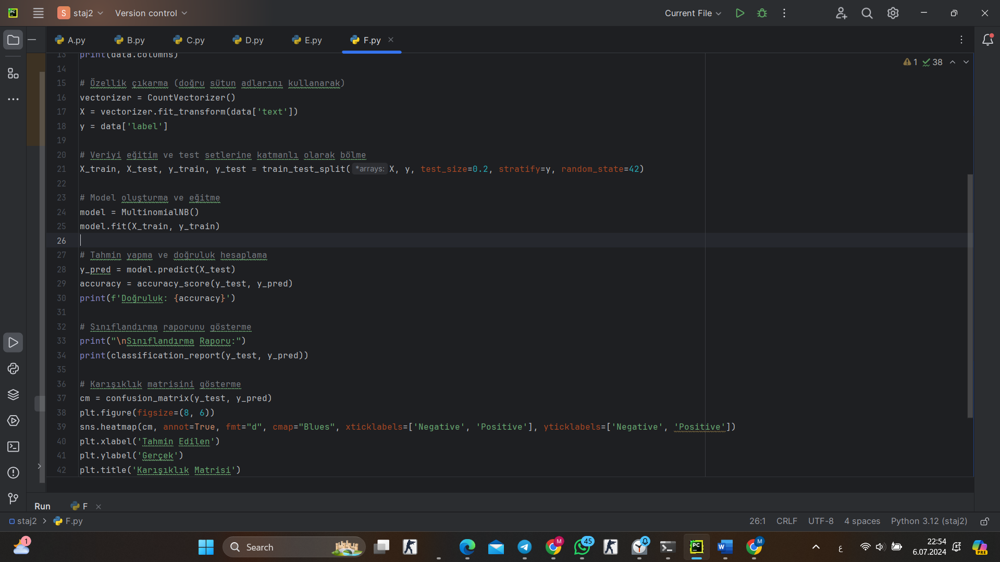 staj2 Version control Current File
A.py B.py C.py D.py E.py F.py
13 print(data.columns)
1 38
14
15 # Özellik çıkarma (doğru sütun adlarını kullanarak)
16 vectorizer = CountVectorizer()
17 X = vectorizer.fit_transform(data['text'])
18 y = data['label']
19
20 # Veriyi eğitim ve test setlerine katmanlı olarak bölme
21 X_train, X_test, y_train, y_test = train_test_split( *arrays: X, y, test_size=0.2, stratify=y, random_state=42)
22
23 # Model oluşturma ve eğitme
24 model = MultinomialNB()
25 model.fit(X_train, y_train)
26
27 # Tahmin yapma ve doğruluk hesaplama
28 y_pred = model.predict(X_test)
29 accuracy = accuracy_score(y_test, y_pred)
30 print(f'Doğruluk: {accuracy}')
31
32 # Sınıflandırma raporunu gösterme
33 print("\nSınıflandırma Raporu:")
34 print(classification_report(y_test, y_pred))
35
36 # Karışıklık matrisini gösterme
37 cm = confusion_matrix(y_test, y_pred)
38 plt.figure(figsize=(8, 6))
39 sns.heatmap(cm, annot=True, fmt="d", cmap="Blues", xticklabels=['Negative', 'Positive'], yticklabels=['Negative', 'Positive'])
40 plt.xlabel('Tahmin Edilen')
41 plt.ylabel('Gerçek')
42 plt.title('Karışıklık Matrisi')
Run F
staj2 > F.py 26:1 CRLF UTF-8 4 spaces Python 3.12 (staj2)
1 Search M 45 PC W M ع 22:54 PRE
6.07.2024